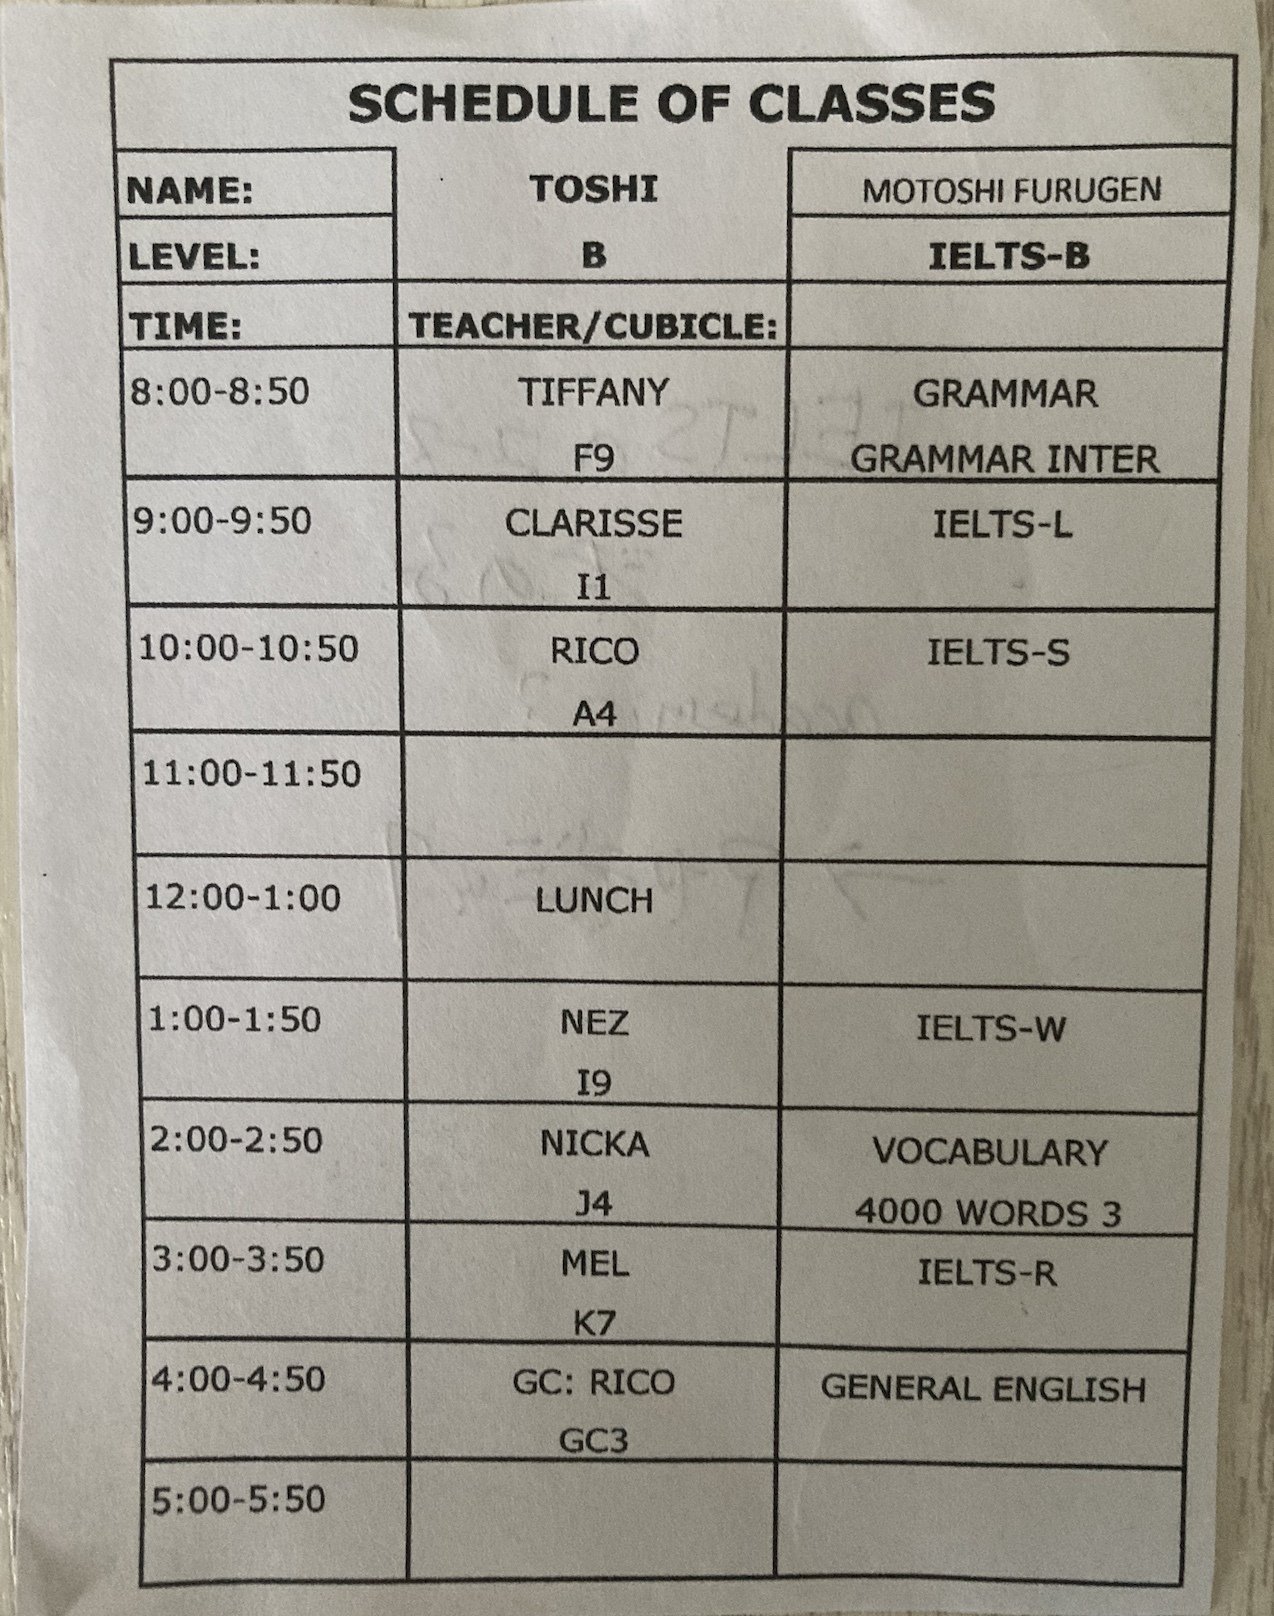 SCHEDULE OF CLASSES
NAME: TOSHI MOTOSHI FURUGEN
LEVEL: B IELTS-B
TIME: TEACHER/CUBICLE:
8:00-8:50 TIFFANY GRAMMAR
F9 GRAMMAR INTER
9:00-9:50 CLARISSE IELTS-L
I1
10:00-10:50 RICO IELTS-S
A4
11:00-11:50
12:00-1:00 LUNCH
1:00-1:50 NEZ IELTS-W
I9
2:00-2:50 NICKA VOCABULARY
J4 4000 WORDS 3
3:00-3:50 MEL IELTS-R
K7
4:00-4:50 GC: RICO GENERAL ENGLISH
GC3
5:00-5:50